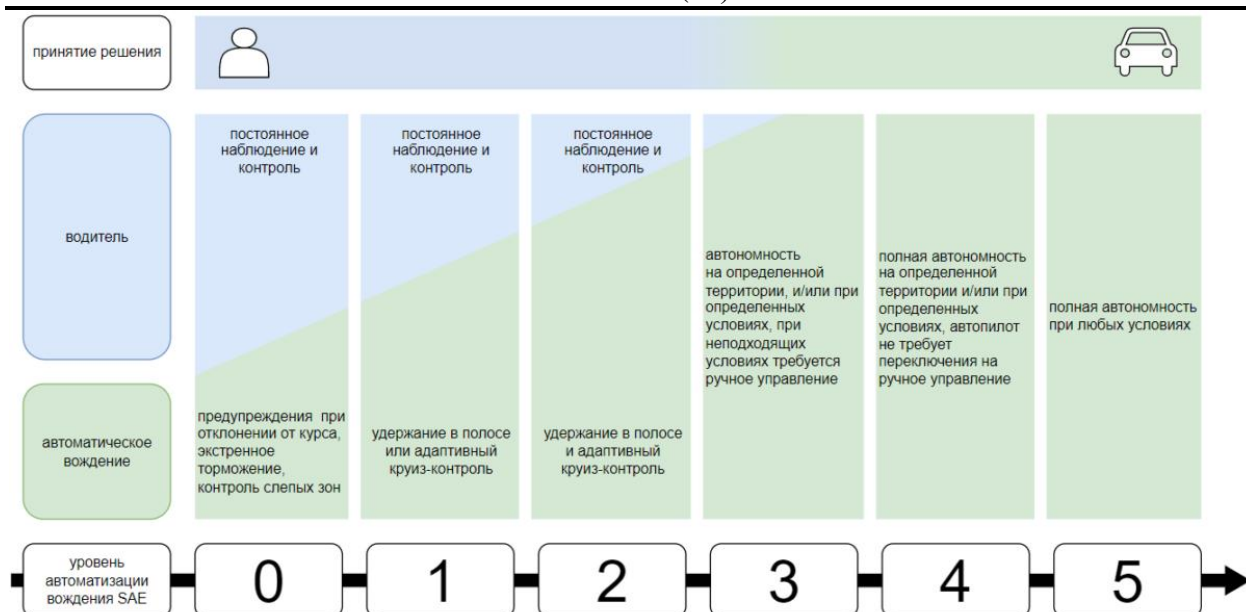 принятие решения
водитель
постоянное
наблюдение и
контроль
постоянное
наблюдение и
контроль
постоянное
наблюдение и
контроль
автономность
на определенной
территории, и/или при
определенных
условиях, при
неподходящих
условиях требуется
ручное управление
полная автономность
на определенной
территории и/или при
определенных
условиях, автопилот
не требует
переключения на
ручное управление
полная автономность
при любых условиях
автоматическое
вождение
предупреждения при
отклонении от курса,
экстренное
торможение,
контроль слепых зон
удержание в полосе
или адаптивный
круиз-контроль
удержание в полосе
и адаптивный
круиз-контроль
уровень
автоматизации
вождения SAE
0
1
2
3
4
5